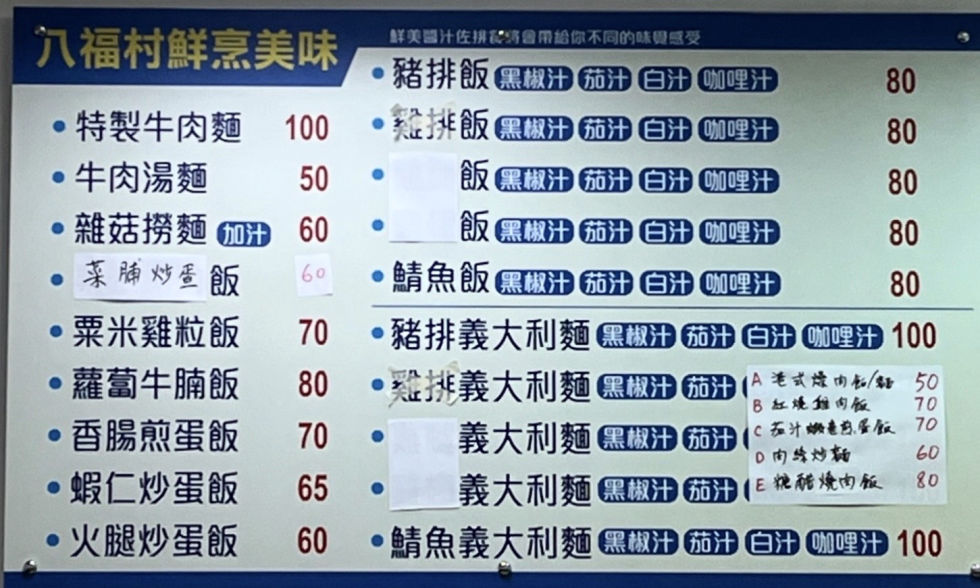 八福村鮮烹美味
特製牛肉麵 100
牛肉湯麵 50
雜菇撈麵 加汁 60
菜脯炒蛋飯 60
粟米雞粒飯 70
蘿蔔牛腩飯 80
香腸煎蛋飯 70
蝦仁炒蛋飯 65
火腿炒蛋飯 60
鮮美醬汁佐排會帶給你不同的味覺感受
豬排飯 黑椒汁 茄汁 白汁 咖哩汁 80
雞排飯 黑椒汁 茄汁 白汁 咖哩汁 80
飯 黑椒汁 茄汁 白汁 咖哩汁 80
飯 黑椒汁 茄汁 白汁 咖哩汁 80
鯖魚飯 黑椒汁 茄汁 白汁 咖哩汁 80
豬排義大利麵 黑椒汁 茄汁 白汁 咖哩汁 100
雞排義大利麵 黑椒汁 茄汁
義大利麵 黑椒汁 茄汁
義大利麵 黑椒汁 茄汁
鯖魚義大利麵 黑椒汁 茄汁 白汁 咖哩汁 100
A 港式燒肉飯/麵 50
B 紅燒雞肉飯 70
C 茄汁煎蛋飯 70
D 肉絲炒麵 60
E 糖醋燒肉飯 80